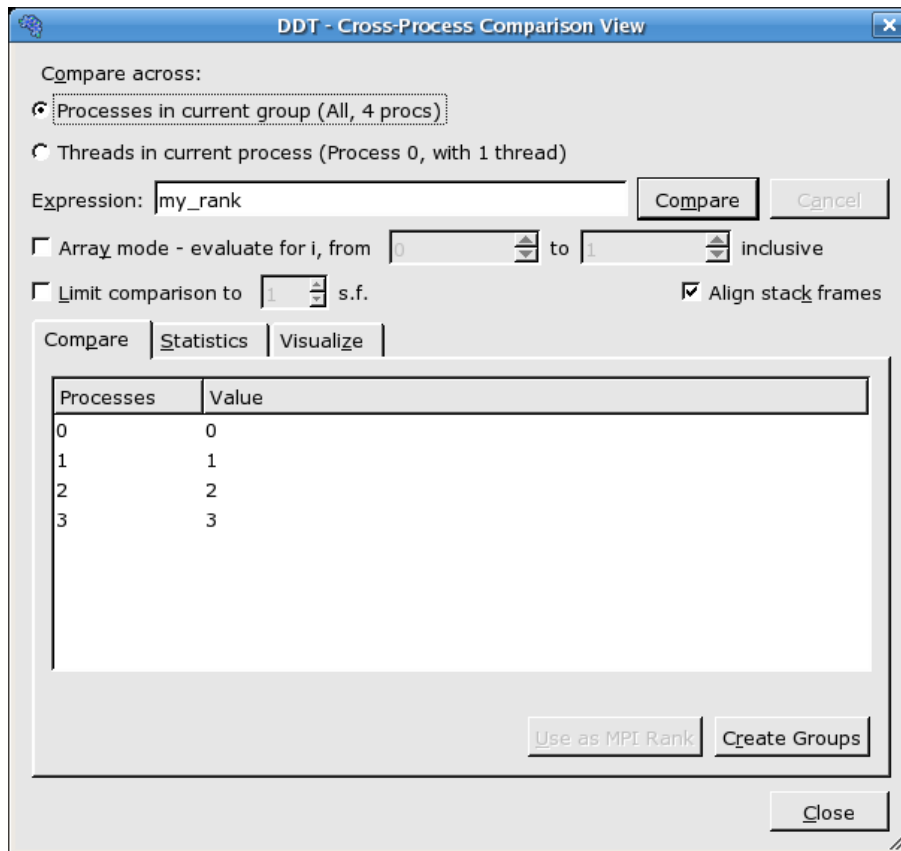 DDT - Cross-Process Comparison View
Compare across:
Processes in current group (All, 4 procs)
Threads in current process (Process 0, with 1 thread)
Expression: my_rank Compare Cancel
Array mode - evaluate for i, from 0 to 1 inclusive
Limit comparison to 1 s.f. Align stack frames
Compare Statistics Visualize
Processes Value
0 0
1 1
2 2
3 3
Use as MPI Rank Create Groups
Close